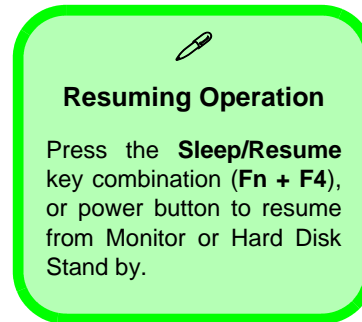 Resuming Operation
Press the Sleep/Resume
key combination (Fn + F4),
or power button to resume
from Monitor or Hard Disk
Stand by.